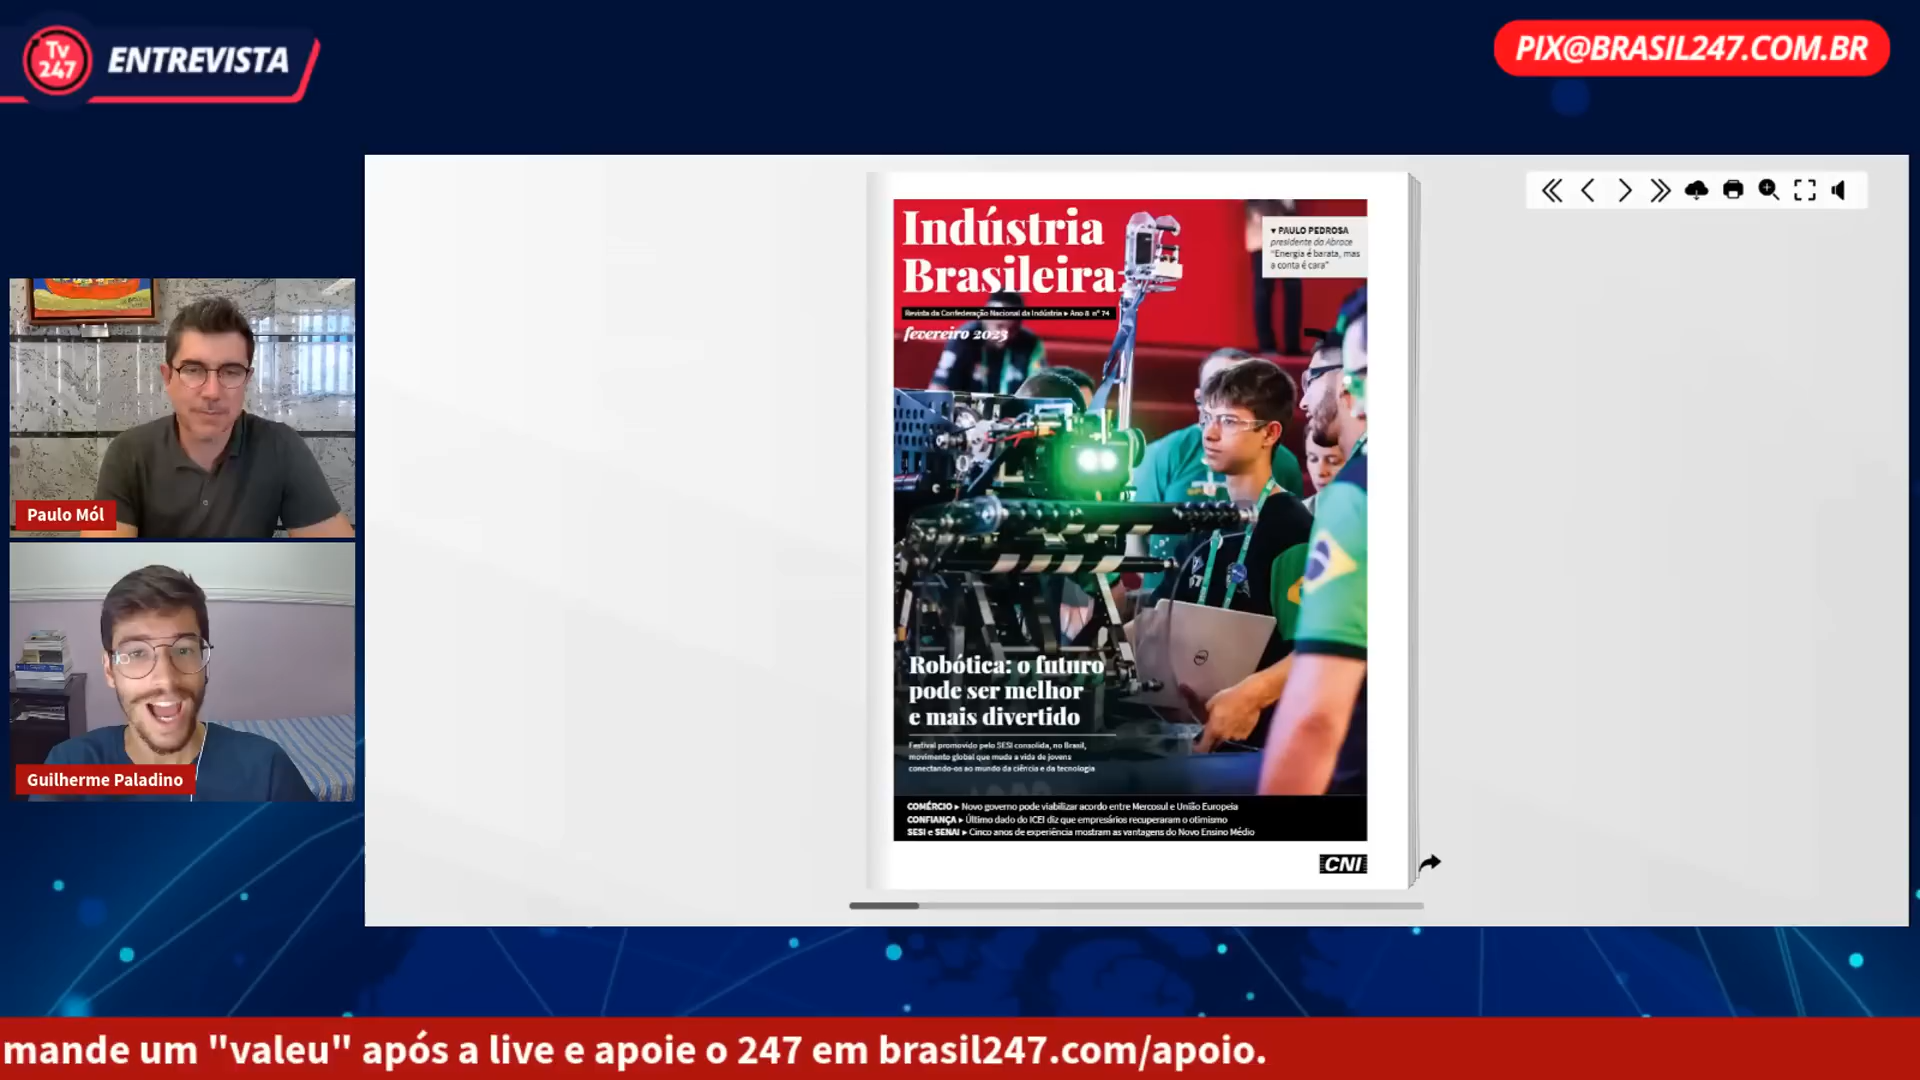 Tv
247
ENTREVISTA
PIX@BRASIL247.COM.BR
Paulo Mól
Guilherme Paladino
Indústria
Brasileira
Revista da Confederação Nacional da Indústria ▸ Ano 8 nº 74
fevereiro 2023
▾ PAULO PEDROSA
presidente da Abrace
"Energia é barata, mas
a conta é cara"
Robótica: o futuro
pode ser melhor
e mais divertido
Festival promovido pelo SESI consolida, no Brasil,
movimento global que muda a vida de jovens
conectando-os ao mundo da ciência e da tecnologia
COMÉRCIO ▸ Novo governo pode viabilizar acordo entre Mercosul e União Europeia
CONFIANÇA ▸ Último dado do ICEI diz que empresários recuperaram o otimismo
SESI e SENAI ▸ Cinco anos de experiência mostram as vantagens do Novo Ensino Médio
CNI
mande um "valeu" após a live e apoie o 247 em brasil247.com/apoio.